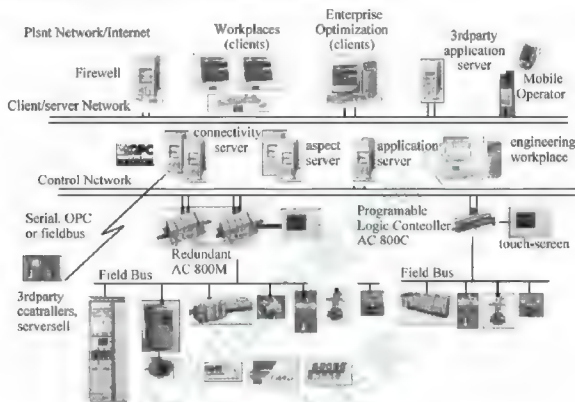 Plsnt Network/Internet
Workplaces
(clients)
Enterprise
Optimization
(clients)
3rdparty
application
server
Firewell
Mobile
Operator
Client/server Network
OPC
connectivity
server
aspect
server
application
server
engineering
workplace
Control Network
Serial. OPC
or fieldbus
Redundant
AC 800M
Programable
Logic Conteoller
AC 800C
touch-screen
3rdparty
ccatrallers,
serversell
Field Bus
Field Bus